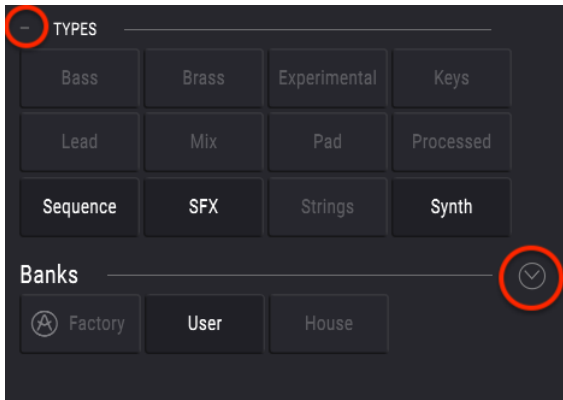 TYPES
Bass Brass Experimental Keys
Lead Mix Pad Processed
Sequence SFX Strings Synth
Banks
Factory User House